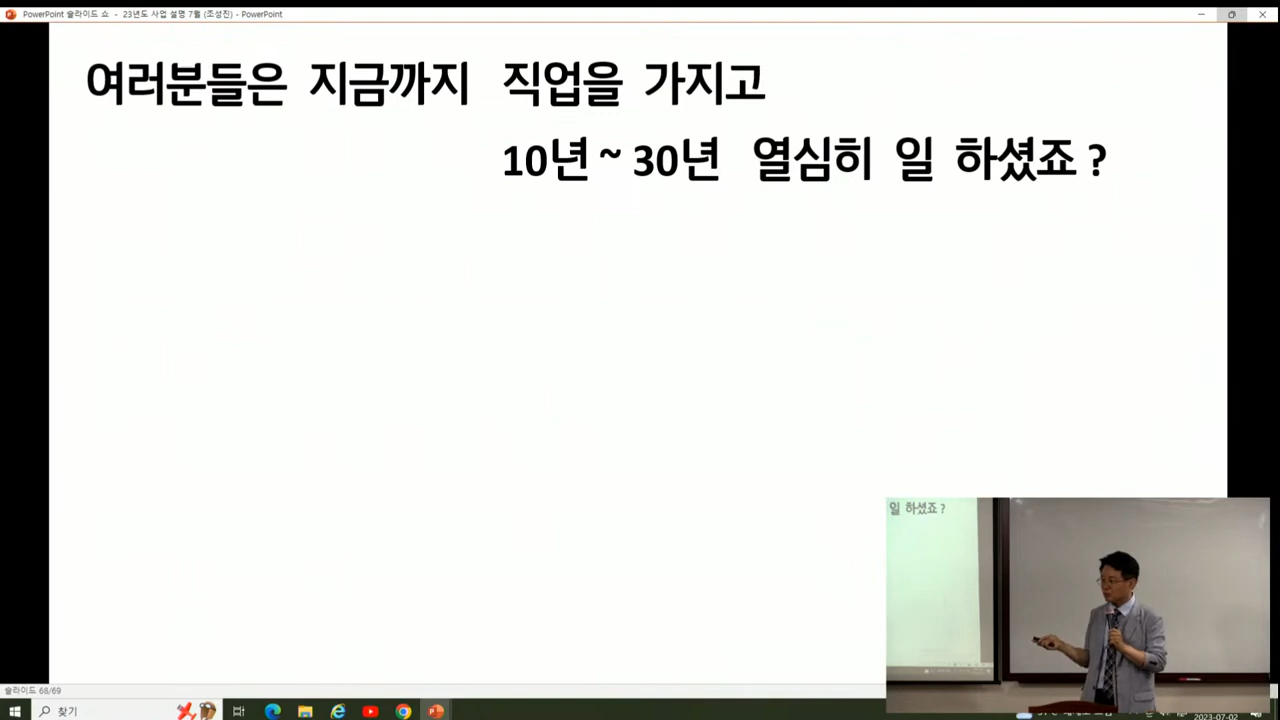 PowerPoint 슬라이드 쇼 - 23년도 사업 설명 7월 (조성진) - PowerPoint
여러분들은 지금까지 직업을 가지고
10년 ~ 30년 열심히 일 하셨죠 ?
일 하셨죠 ?
슬라이드 68/69
찾기
2023-07-02